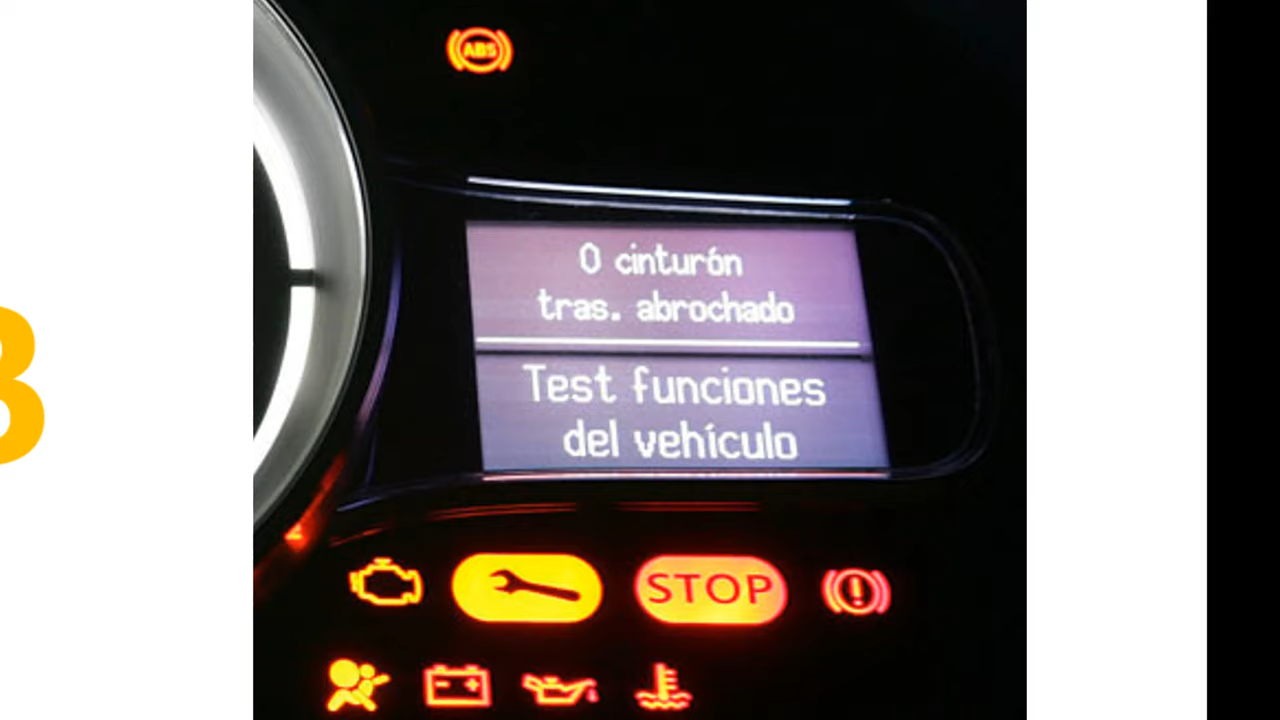 ABS
0 cinturón
tras. abrochado
Test funciones
del vehículo
STOP